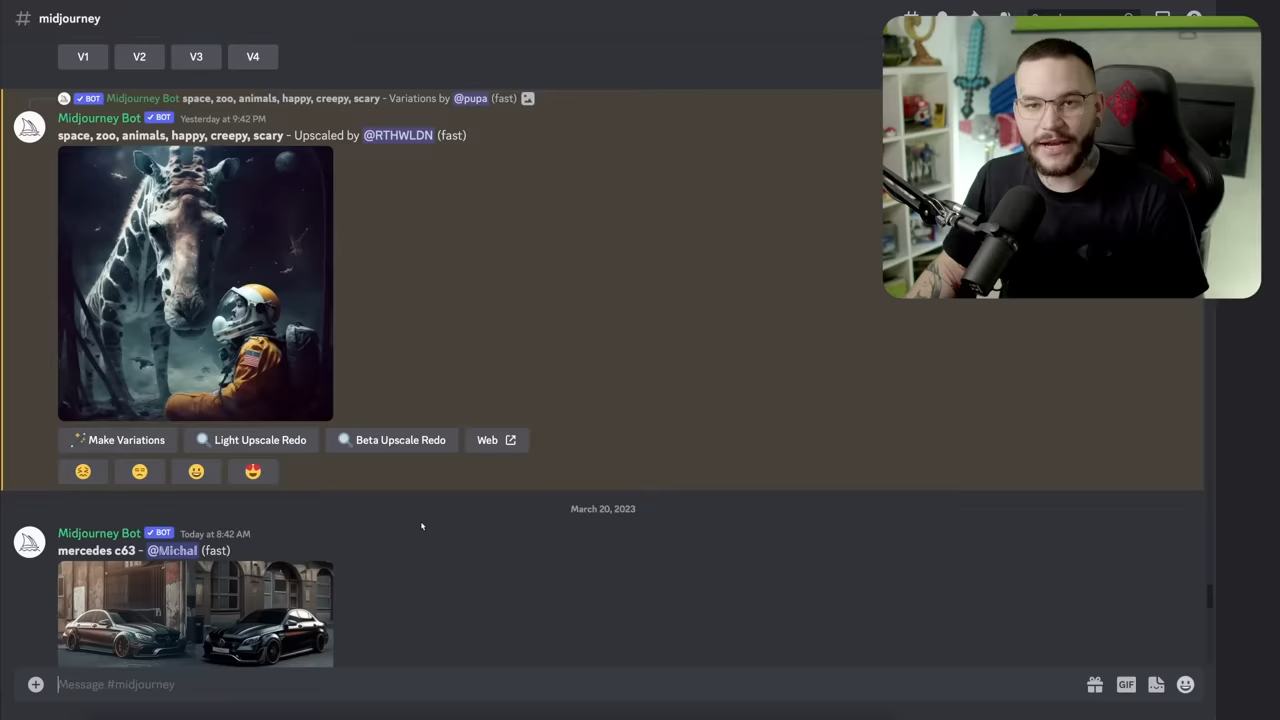 # midjourney
V1 V2 V3 V4
BOT Midjourney Bot space, zoo, animals, happy, creepy, scary - Variations by @pupa (fast)
Midjourney Bot BOT Yesterday at 9:42 PM
space, zoo, animals, happy, creepy, scary - Upscaled by @RTHWLDN (fast)
Make Variations Light Upscale Redo Beta Upscale Redo Web
March 20, 2023
Midjourney Bot BOT Today at 8:42 AM
mercedes c63 - @Michal (fast)
Message #midjourney GIF